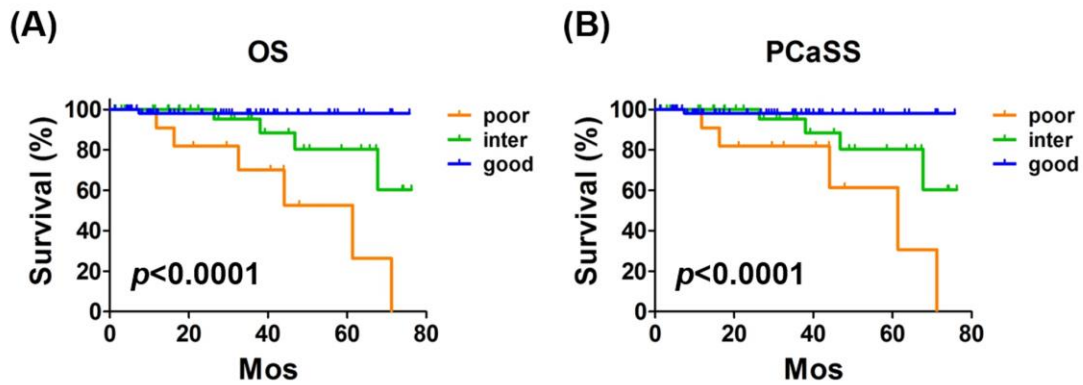 (A)
OS
Survival (%)
100
80
60
40
20
0
0 20 40 60 80
Mos
p<0.0001
poor
inter
good
(B)
PCaSS
Survival (%)
100
80
60
40
20
0
0 20 40 60 80
Mos
p<0.0001
poor
inter
good